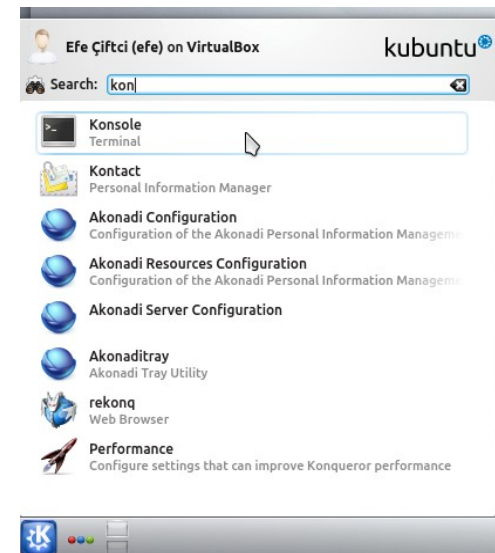 Efe Çiftci (efe) on VirtualBox
kubuntu
Search: kon
Konsole
Terminal
Kontact
Personal Information Manager
Akonadi Configuration
Configuration of the Akonadi Personal Information Manageme
Akonadi Resources Configuration
Configuration of the Akonadi Personal Information Manageme
Akonadi Server Configuration
Akonaditray
Akonadi Tray Utility
rekonq
Web Browser
Performance
Configure settings that can improve Konqueror performance